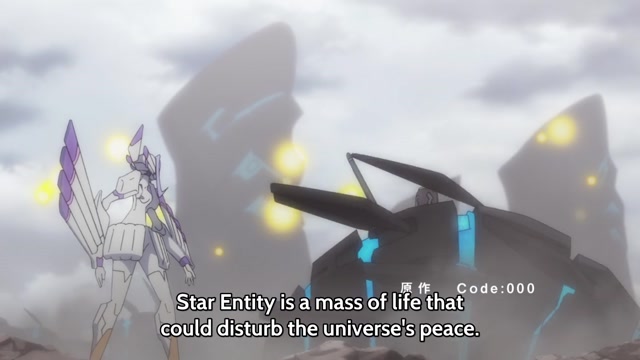 原作 Code:000
Star Entity is a mass of life that
could disturb the universe's peace.